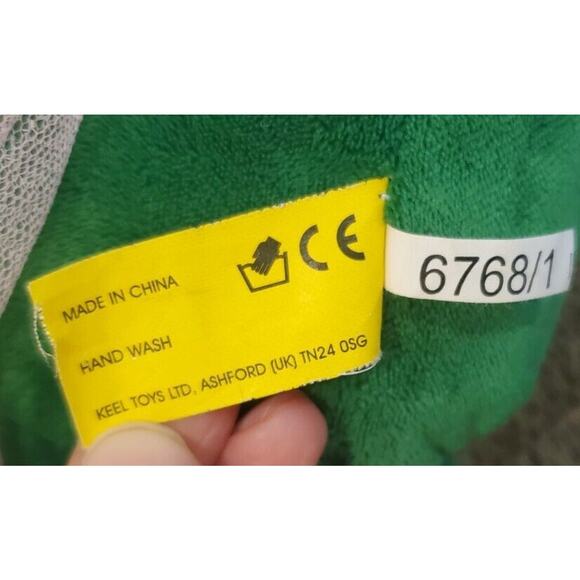 CE
MADE IN CHINA
HAND WASH
KEEL TOYS LTD, ASHFORD (UK) TN24 0SG
6768/1